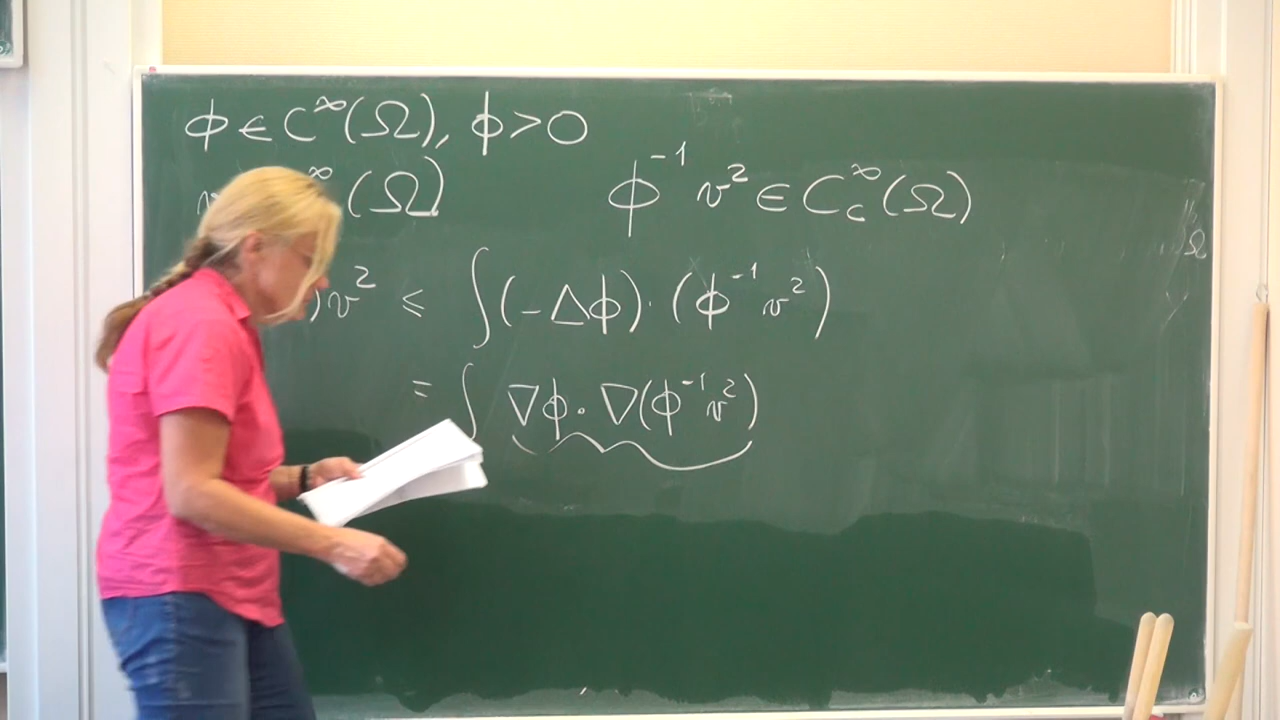 ϕ ∈ C^∞(Ω), ϕ > 0
v ^∞(Ω) ϕ^{-1} v^2 ∈ C_c^∞(Ω)
)v^2 ≤ ∫(-Δϕ)·(ϕ^{-1} v^2)
= ∫ ∇ϕ·∇(ϕ^{-1} v^2)
Ω